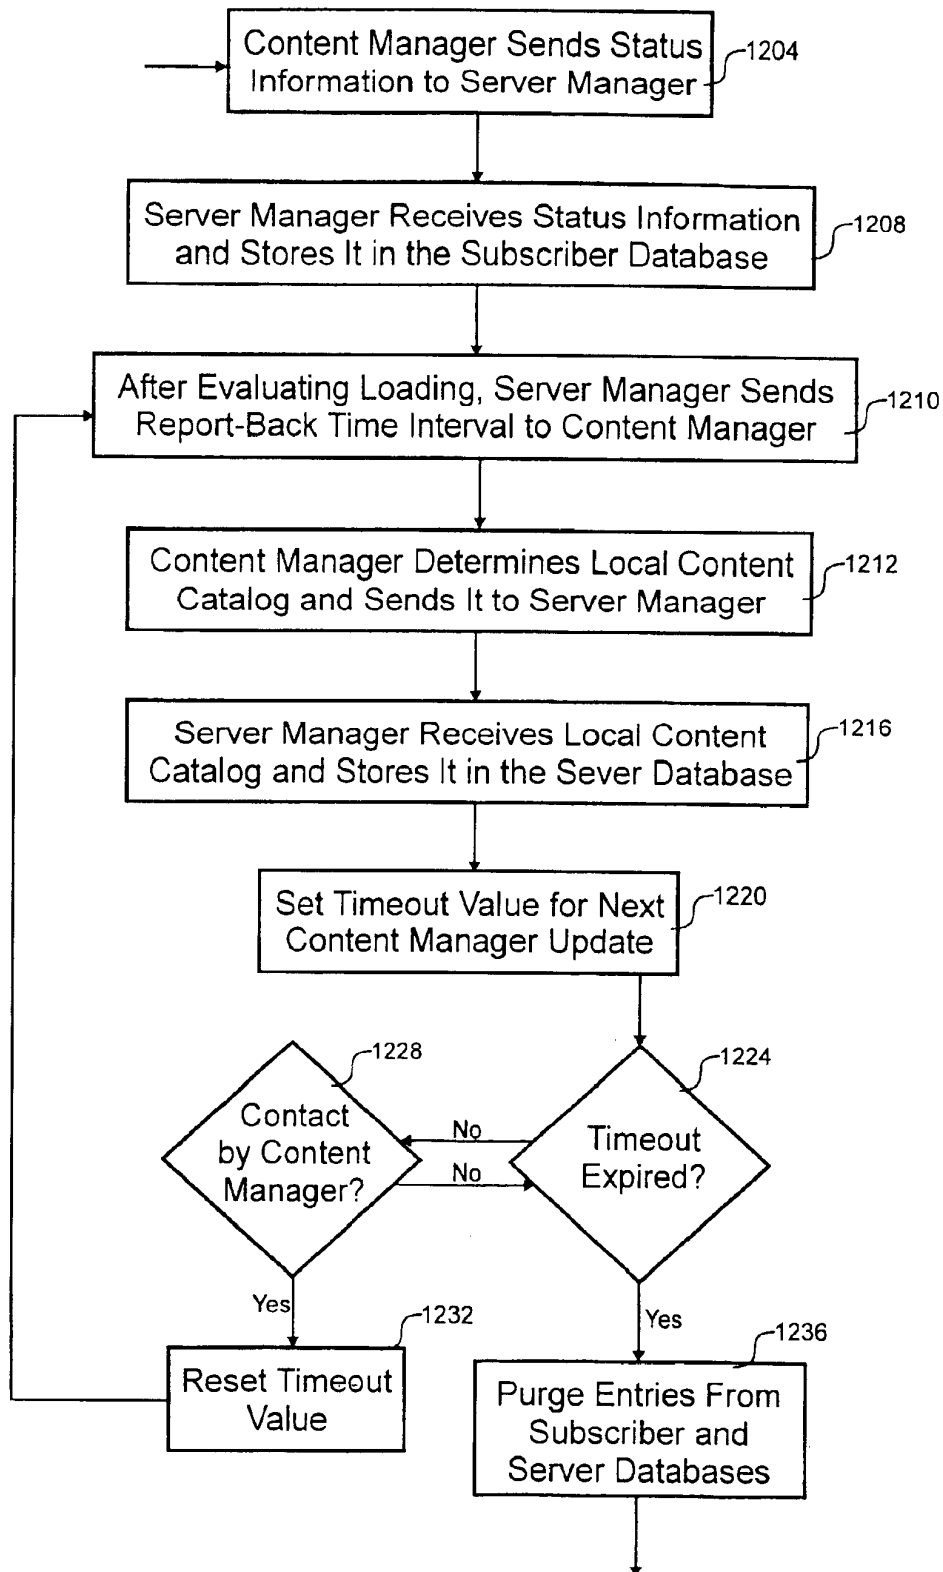 Content Manager Sends Status
Information to Server Manager
1204
Server Manager Receives Status Information
and Stores It in the Subscriber Database
1208
After Evaluating Loading, Server Manager Sends
Report-Back Time Interval to Content Manager
1210
Content Manager Determines Local Content
Catalog and Sends It to Server Manager
1212
Server Manager Receives Local Content
Catalog and Stores It in the Sever Database
1216
Set Timeout Value for Next
Content Manager Update
1220
1228
Contact
by Content
Manager?
No
No
1224
Timeout
Expired?
Yes
1232
Reset Timeout
Value
Yes
1236
Purge Entries From
Subscriber and
Server Databases